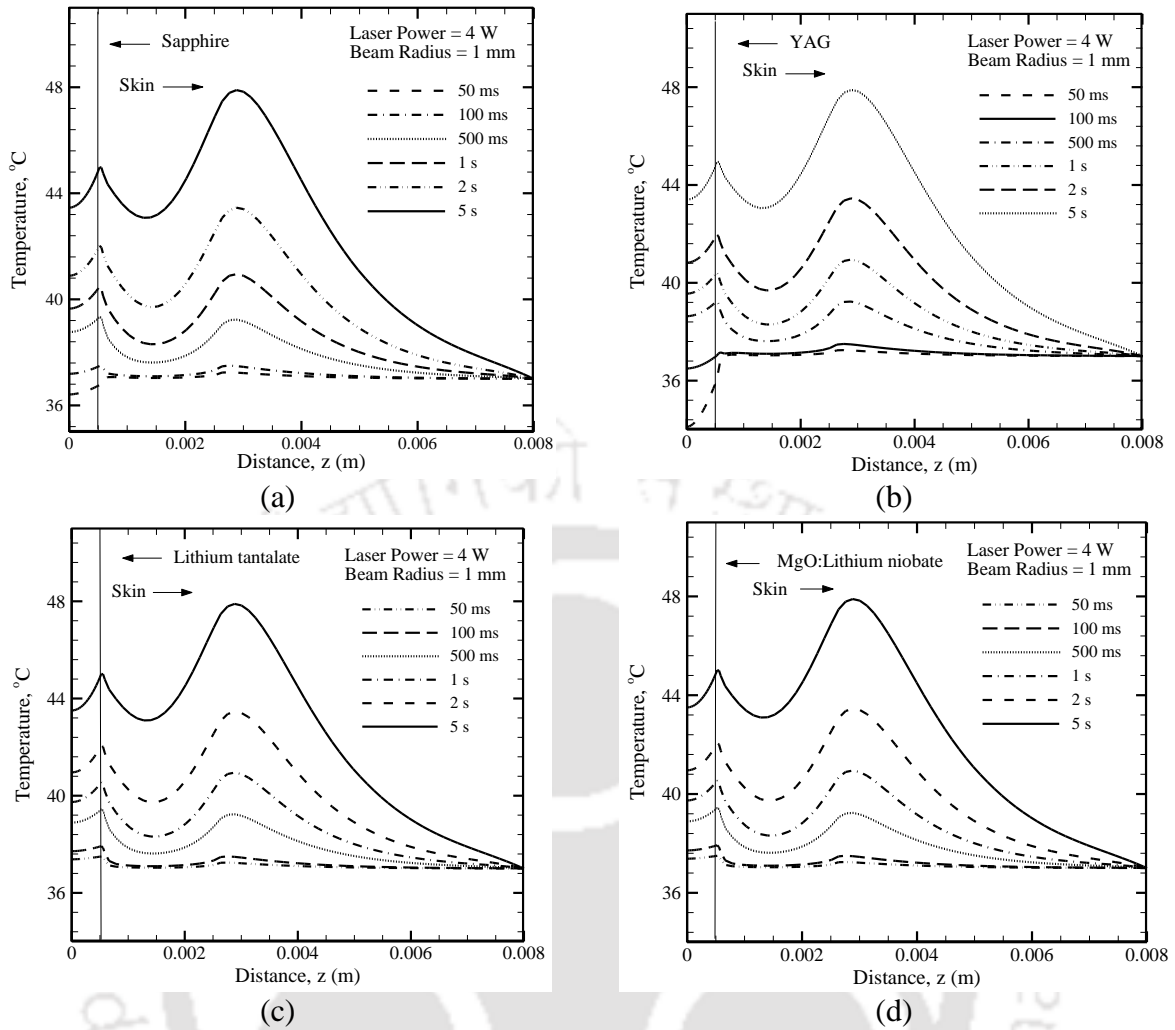 Sapphire
Laser Power = 4 W
Beam Radius = 1 mm
Skin
50 ms
100 ms
500 ms
1 s
2 s
5 s
48
44
40
36
Temperature, °C
0
0.002
0.004
0.006
0.008
Distance, z (m)
(a)
YAG
Laser Power = 4 W
Beam Radius = 1 mm
Skin
50 ms
100 ms
500 ms
1 s
2 s
5 s
48
44
40
36
Temperature, °C
0
0.002
0.004
0.006
0.008
Distance, z (m)
(b)
Lithium tantalate
Laser Power = 4 W
Beam Radius = 1 mm
Skin
50 ms
100 ms
500 ms
1 s
2 s
5 s
48
44
40
36
Temperature, °C
0
0.002
0.004
0.006
0.008
Distance, z (m)
(c)
MgO:Lithium niobate
Laser Power = 4 W
Beam Radius = 1 mm
Skin
50 ms
100 ms
500 ms
1 s
2 s
5 s
48
44
40
36
Temperature, °C
0
0.002
0.004
0.006
0.008
Distance, z (m)
(d)